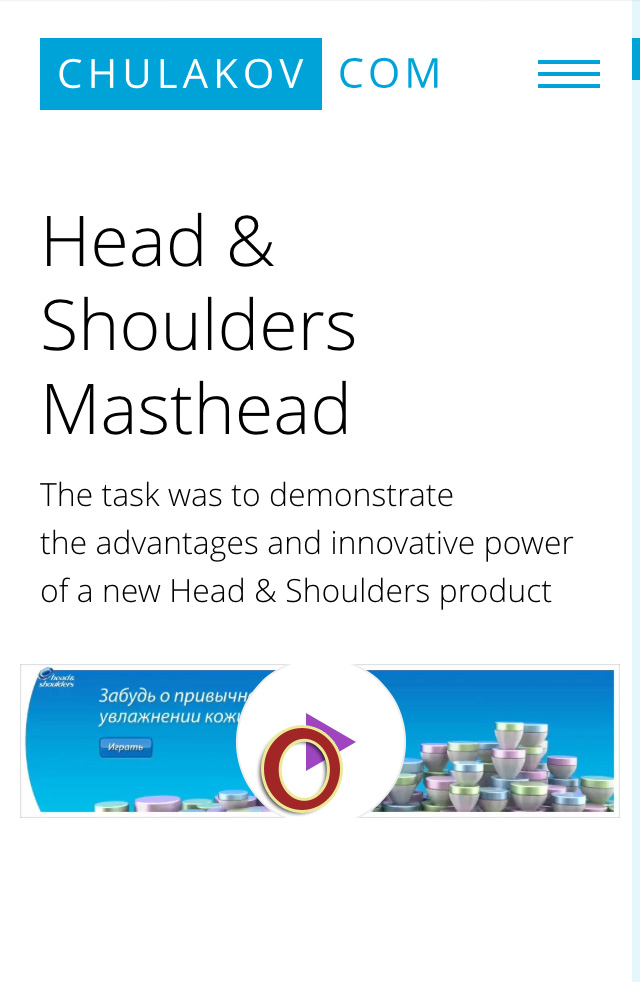 CHULAKOV COM
Head &
Shoulders
Masthead
The task was to demonstrate
the advantages and innovative power
of a new Head & Shoulders product
head&
shoulders
Забудь о привычн
увлажнении кож
Играть
O